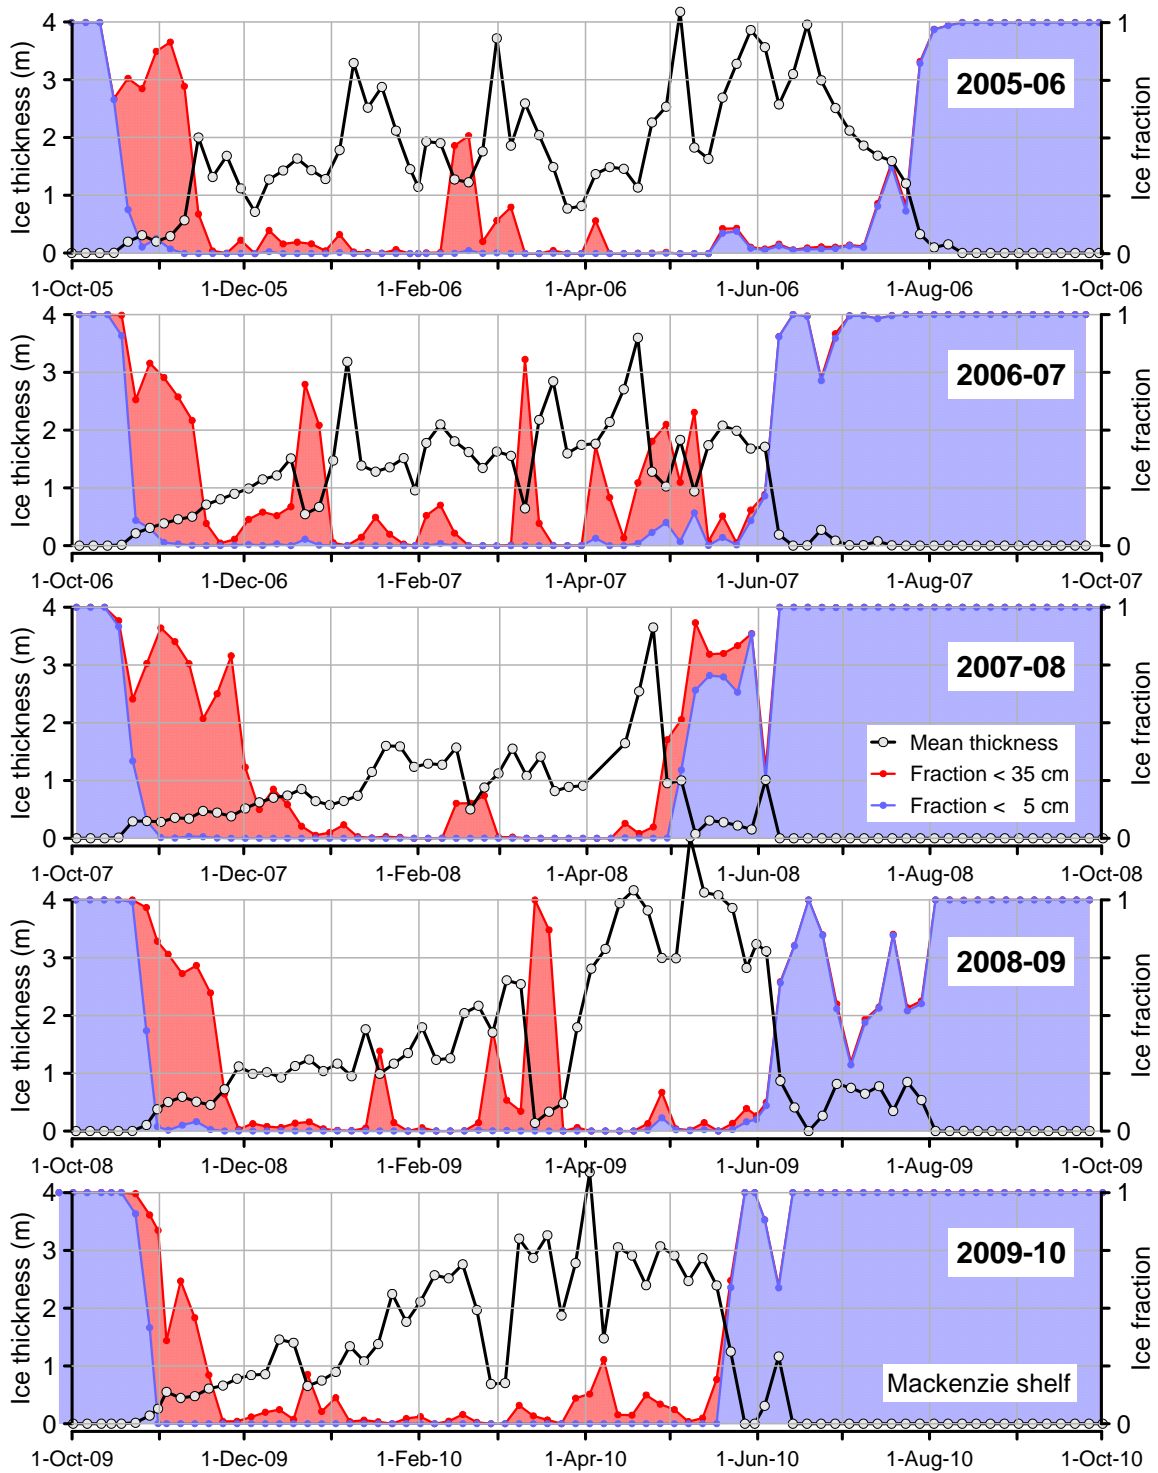 4
3
2
1
0
Ice thickness (m)
1
0
Ice fraction
2005-06
1-Oct-05
1-Dec-05
1-Feb-06
1-Apr-06
1-Jun-06
1-Aug-06
1-Oct-06
4
3
2
1
0
Ice thickness (m)
1
0
Ice fraction
2006-07
1-Oct-06
1-Dec-06
1-Feb-07
1-Apr-07
1-Jun-07
1-Aug-07
1-Oct-07
4
3
2
1
0
Ice thickness (m)
1
0
Ice fraction
2007-08
Mean thickness
Fraction < 35 cm
Fraction < 5 cm
1-Oct-07
1-Dec-07
1-Feb-08
1-Apr-08
1-Jun-08
1-Aug-08
1-Oct-08
4
3
2
1
0
Ice thickness (m)
1
0
Ice fraction
2008-09
1-Oct-08
1-Dec-08
1-Feb-09
1-Apr-09
1-Jun-09
1-Aug-09
1-Oct-09
4
3
2
1
0
Ice thickness (m)
1
0
Ice fraction
2009-10
Mackenzie shelf
1-Oct-09
1-Dec-09
1-Feb-10
1-Apr-10
1-Jun-10
1-Aug-10
1-Oct-10